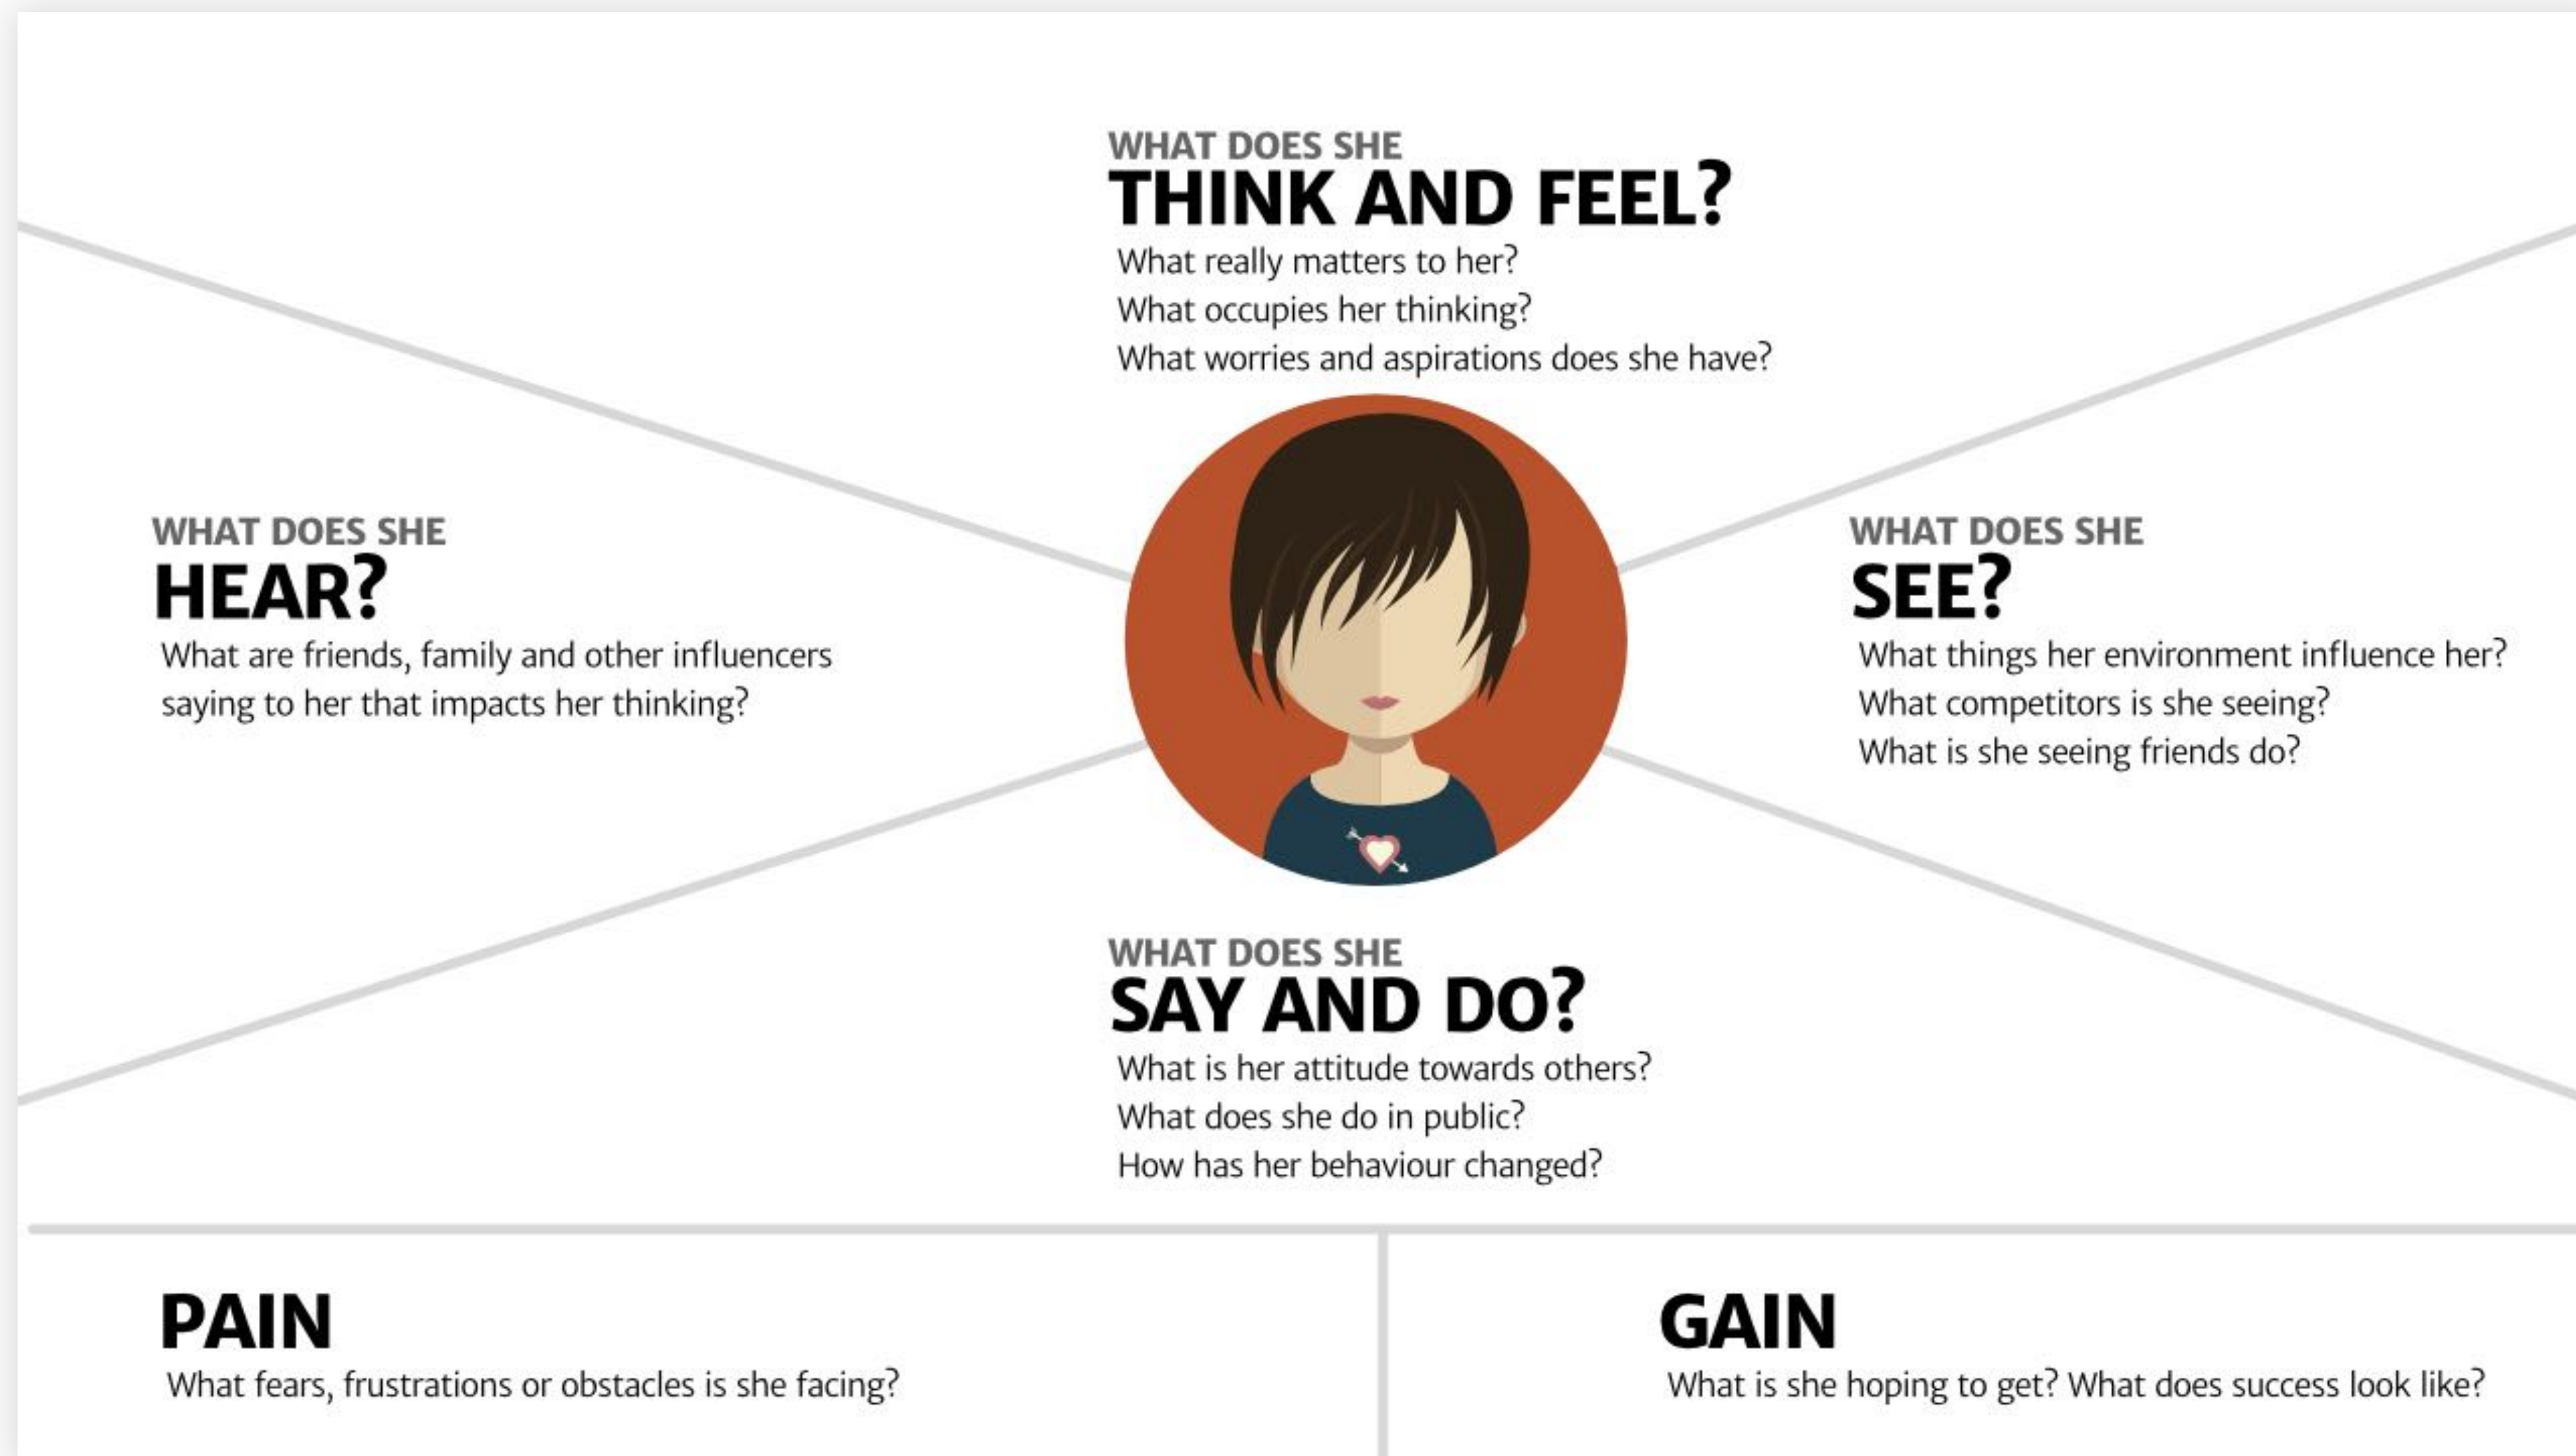 WHAT DOES SHE
THINK AND FEEL?
What really matters to her?
What occupies her thinking?
What worries and aspirations does she have?
WHAT DOES SHE
HEAR?
What are friends, family and other influencers
saying to her that impacts her thinking?
WHAT DOES SHE
SEE?
What things her environment influence her?
What competitors is she seeing?
What is she seeing friends do?
WHAT DOES SHE
SAY AND DO?
What is her attitude towards others?
What does she do in public?
How has her behaviour changed?
PAIN
What fears, frustrations or obstacles is she facing?
GAIN
What is she hoping to get? What does success look like?